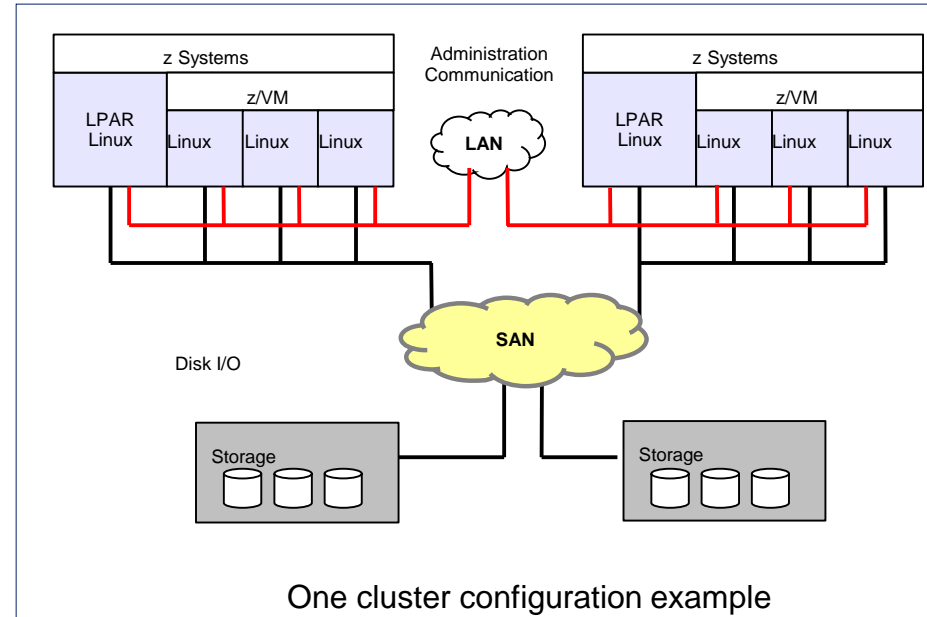 z Systems
z/VM
LPAR
Linux
Linux
Linux
Linux
Administration
Communication
LAN
z Systems
z/VM
LPAR
Linux
Linux
Linux
Linux
SAN
Disk I/O
Storage
Storage
One cluster configuration example